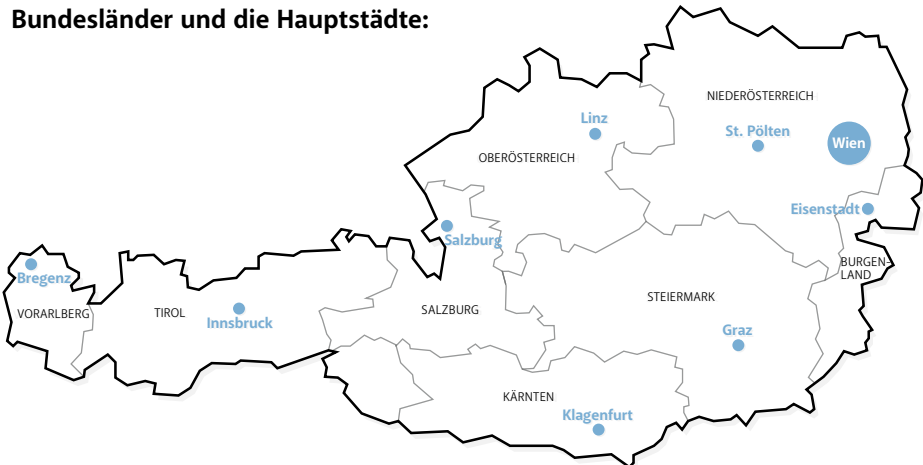 Bundesländer und die Hauptstädte:
NIEDERÖSTERREICH
Linz
St. Pölten
Wien
OBERÖSTERREICH
Eisenstadt
Salzburg
BURGEN-
LAND
Bregenz
STEIERMARK
VORARLBERG
TIROL
SALZBURG
Innsbruck
Graz
KÄRNTEN
Klagenfurt